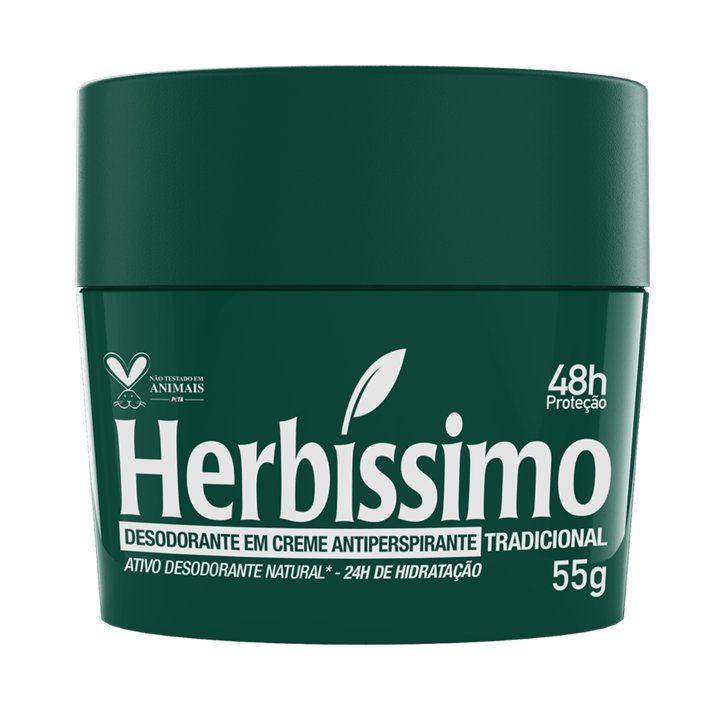 NÃO TESTADO EM
ANIMAIS
PETA
48h
Proteção
Herbíssimo
DESODORANTE EM CREME ANTIPERSPIRANTE TRADICIONAL
ATIVO DESODORANTE NATURAL* - 24H DE HIDRATAÇÃO
55g